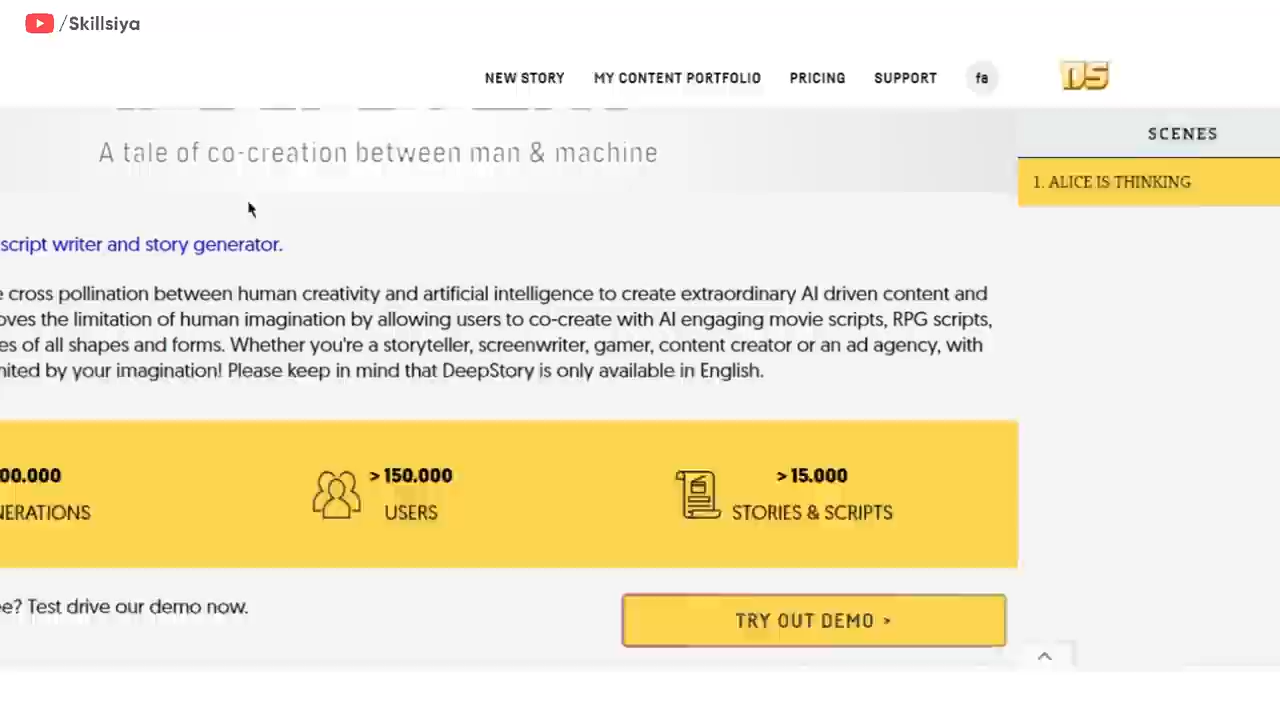 /Skillsiya
NEW STORY MY CONTENT PORTFOLIO PRICING SUPPORT fa DS
A tale of co-creation between man & machine
SCENES
1. ALICE IS THINKING
script writer and story generator.
cross pollination between human creativity and artificial intelligence to create extraordinary AI driven content and
the limitation of human imagination by allowing users to co-create with AI engaging movie scripts, RPG scripts,
of all shapes and forms. Whether you're a storyteller, screenwriter, gamer, content creator or an ad agency, with
by your imagination! Please keep in mind that DeepStory is only available in English.
00.000 >150.000 >15.000
NERATIONS USERS STORIES & SCRIPTS
e? Test drive our demo now.
TRY OUT DEMO >